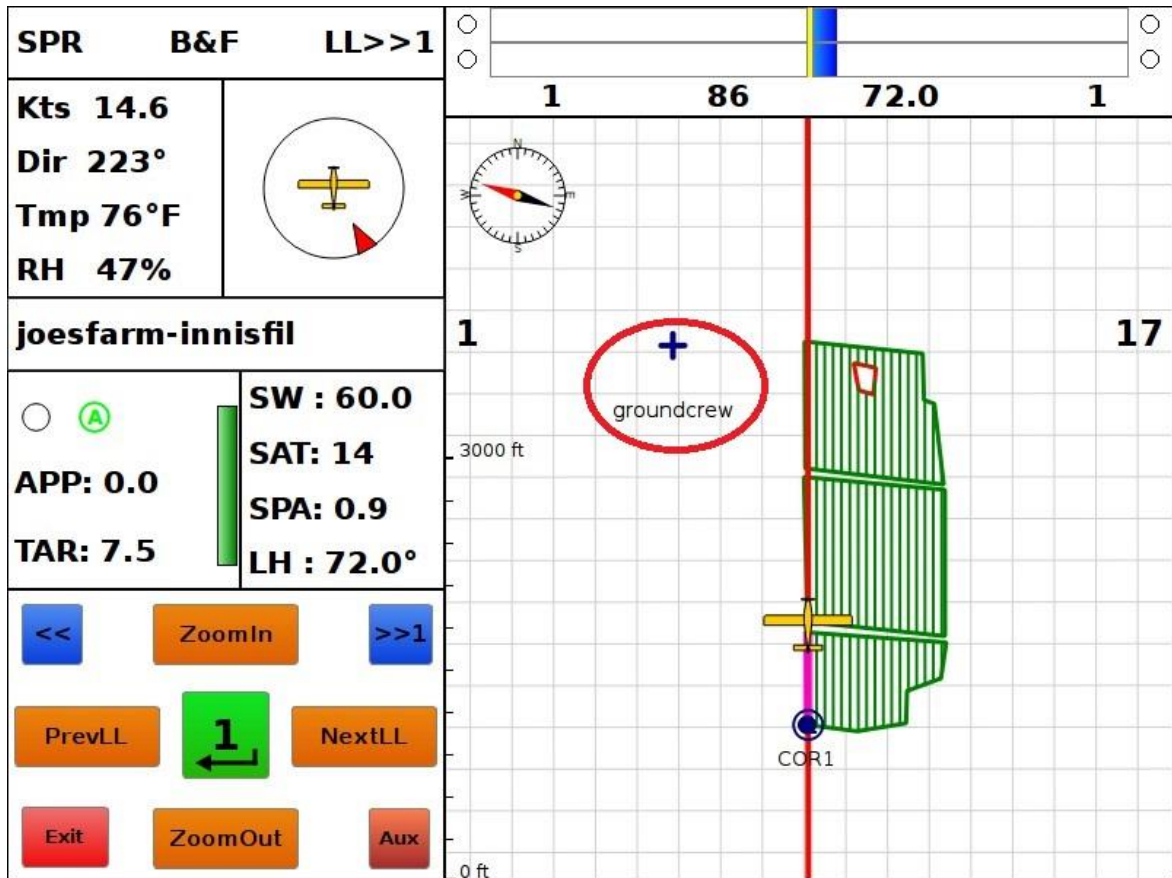 SPR B&F LL>>1
Kts 14.6
Dir 223°
Tmp 76°F
RH 47%
joesfarm-innisfil
A
APP: 0.0
TAR: 7.5
SW : 60.0
SAT: 14
SPA: 0.9
LH : 72.0°
<< ZoomIn >>1
PrevLL 1 NextLL
Exit ZoomOut Aux
1 86 72.0 1
N
W E
S
1 17
groundcrew
3000 ft
COR1
0 ft